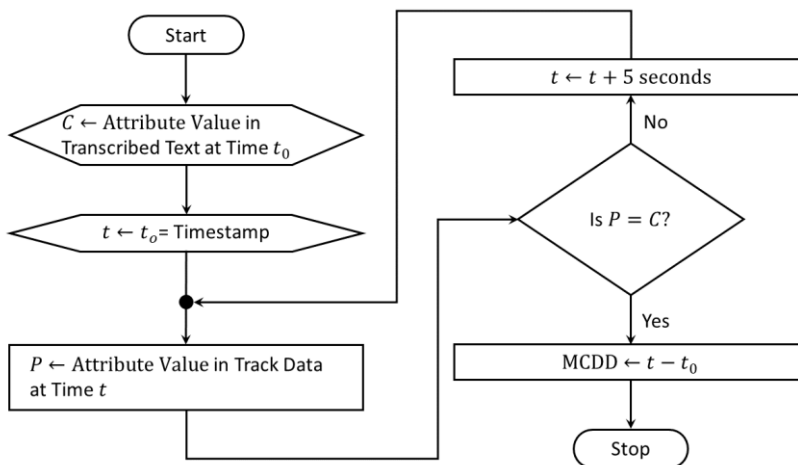 Start
C ← Attribute Value in
Transcribed Text at Time t₀
t ← tₒ= Timestamp
P ← Attribute Value in Track Data
at Time t
t ← t + 5 seconds
No
Is P = C?
Yes
MCDD ← t − t₀
Stop